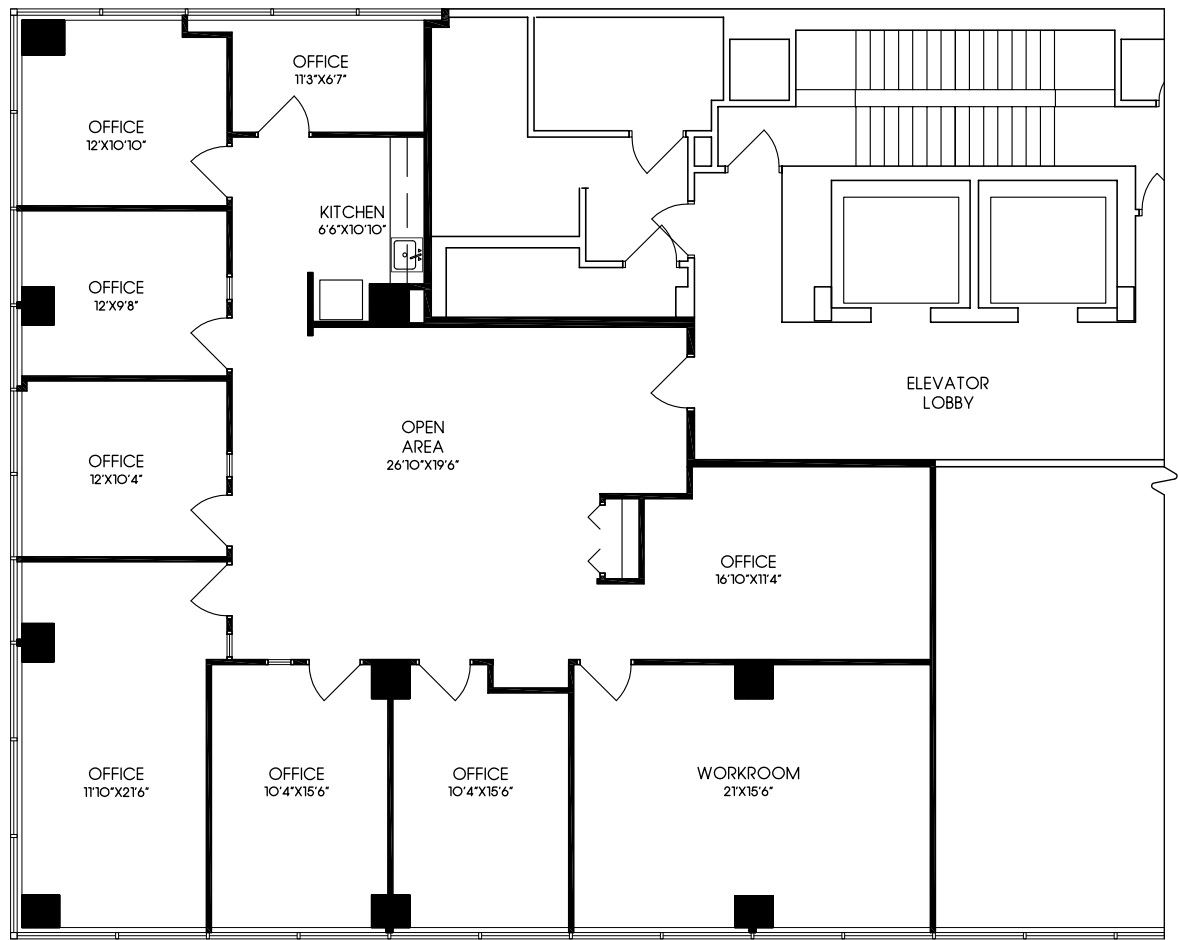 OFFICE
11'3"X6'7"
OFFICE
12'X10'10"
KITCHEN
6'6"X10'10"
OFFICE
12'X9'8"
ELEVATOR
LOBBY
OPEN
AREA
26'10"X19'6"
OFFICE
12'X10'4"
OFFICE
16'10"X11'4"
OFFICE
11'10"X21'6"
OFFICE
10'4"X15'6"
OFFICE
10'4"X15'6"
WORKROOM
21'X15'6"